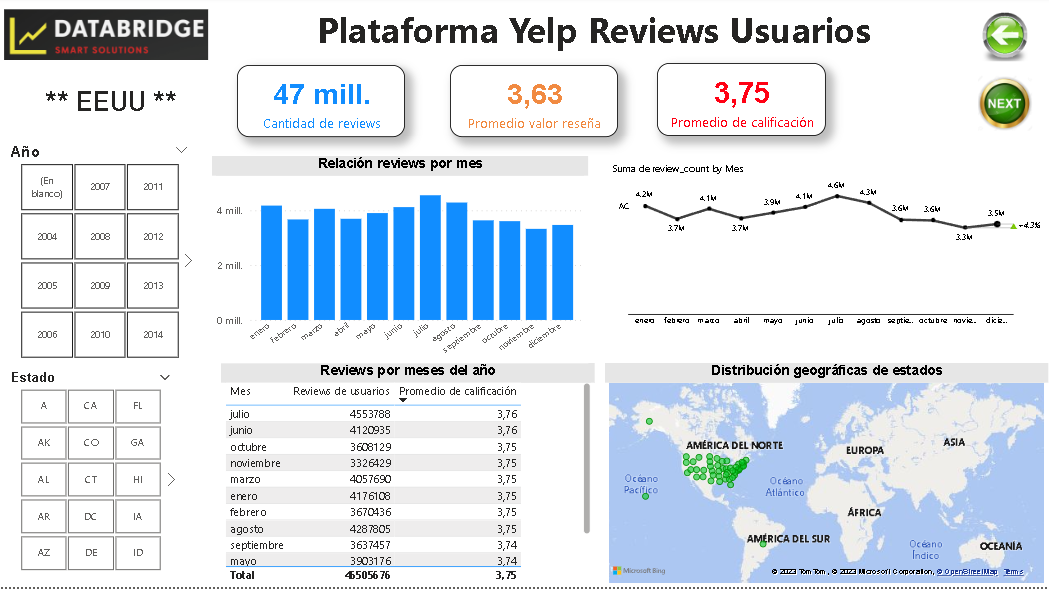 DATABRIDGE
SMART SOLUTIONS
Plataforma Yelp Reviews Usuarios
NEXT
** EEUU **
47 mill.
Cantidad de reviews
3,63
Promedio valor reseña
3,75
Promedio de calificación
Año
(En blanco) 2007 2011
2004 2008 2012
2005 2009 2013
2006 2010 2014
Estado
A CA FL
AK CO GA
AL CT HI
AR DC IA
AZ DE ID
Relación reviews por mes
4 mill.
2 mill.
0 mill.
enero febrero marzo abril mayo junio julio agosto septiembre octubre noviembre diciembre
Suma de review_count by Mes
AC
4.2M 3.7M 4.1M 3.7M 3.9M 4.1M 4.6M 4.3M 3.6M 3.6M 3.3M 3.5M
+4.3%
enero febrero marzo abril mayo junio julio agosto septie... octubre novie... dicie...
Reviews por meses del año
Mes Reviews de usuarios Promedio de calificación
julio 4553788 3,76
junio 4120935 3,76
octubre 3608129 3,75
noviembre 3326429 3,75
marzo 4057690 3,75
enero 4176108 3,75
febrero 3670436 3,75
agosto 4287805 3,75
septiembre 3637457 3,74
mayo 3903176 3,74
Total 46505676 3,75
Distribución geográficas de estados
AMÉRICA DEL NORTE
EUROPA
ASIA
Océano Pacífico
Océano Atlántico
ÁFRICA
AMÉRICA DEL SUR
Océano Índico
OCEANÍA
Microsoft Bing
© 2023 TomTom, © 2023 Microsoft Corporation, © OpenStreetMap Terms